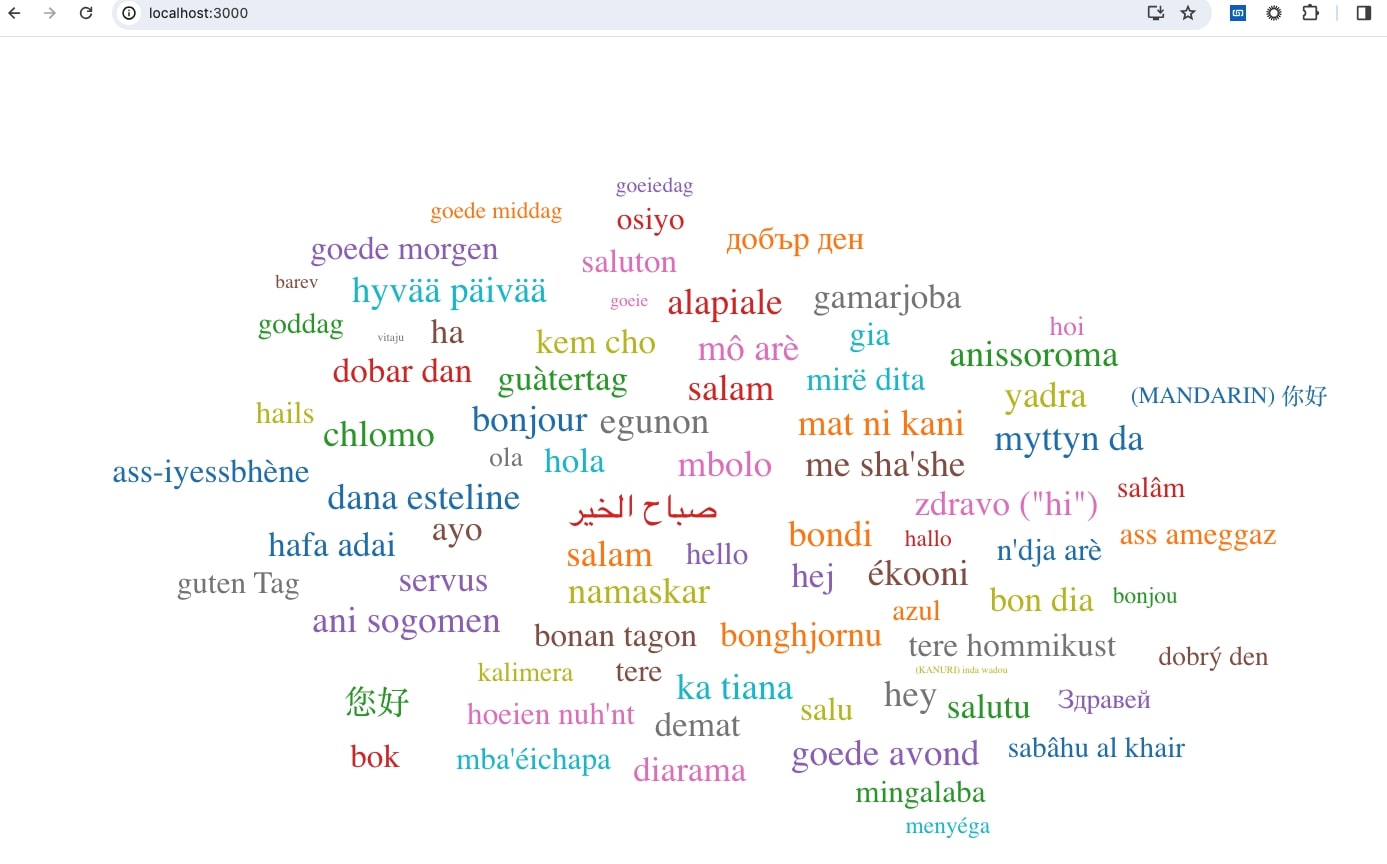 localhost:3000
goeiedag
goede middag
osiyo
добър ден
goede morgen
saluton
barev
hyvää päivää
goeie
alapiale
gamarjoba
goddag
vitaju
ha
kem cho
mô arè
gia
hoi
anissoroma
dobar dan
guàtertag
salam
mirë dita
yadra
(MANDARIN) 你好
hails
chlomo
bonjour
egunon
mat ni kani
myttyn da
ass-iyessbhène
ola
hola
mbolo
me sha'she
dana esteline
صباح الخير
zdravo ("hi")
salâm
hafa adai
ayo
salam
hello
bondi
hallo
n'dja arè
ass ameggaz
guten Tag
servus
namaskar
hej
ékooni
azul
bon dia
bonjou
ani sogomen
bonan tagon
bonghjornu
tere hommikust
dobrý den
kalimera
tere
ka tiana
(KANURI) inda wadou
您好
hoeien nuh'nt
demat
salu
hey
salutu
Здравей
bok
mba'éichapa
diarama
goede avond
sabâhu al khair
mingalaba
menyéga